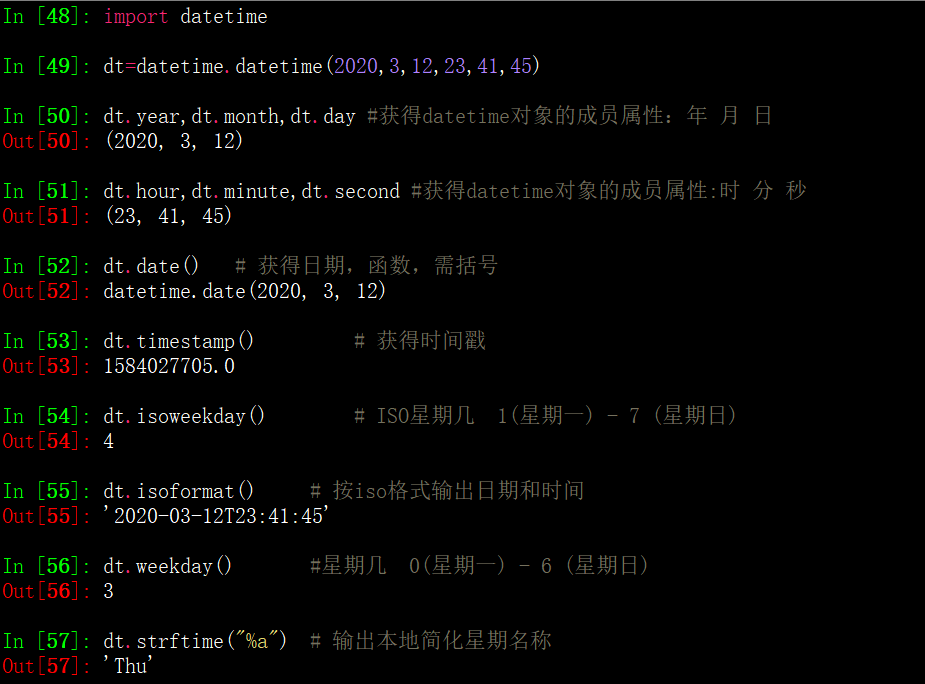 In [48]: import datetime
In [49]: dt=datetime.datetime(2020,3,12,23,41,45)
In [50]: dt.year,dt.month,dt.day #获得datetime对象的成员属性：年 月 日
Out[50]: (2020, 3, 12)
In [51]: dt.hour,dt.minute,dt.second #获得datetime对象的成员属性:时 分 秒
Out[51]: (23, 41, 45)
In [52]: dt.date()   # 获得日期，函数，需括号
Out[52]: datetime.date(2020, 3, 12)
In [53]: dt.timestamp()         # 获得时间戳
Out[53]: 1584027705.0
In [54]: dt.isoweekday()        # ISO星期几  1(星期一) - 7 (星期日)
Out[54]: 4
In [55]: dt.isoformat()     # 按iso格式输出日期和时间
Out[55]: '2020-03-12T23:41:45'
In [56]: dt.weekday()       #星期几  0(星期一) - 6 (星期日)
Out[56]: 3
In [57]: dt.strftime("%a")  # 输出本地简化星期名称
Out[57]: 'Thu'